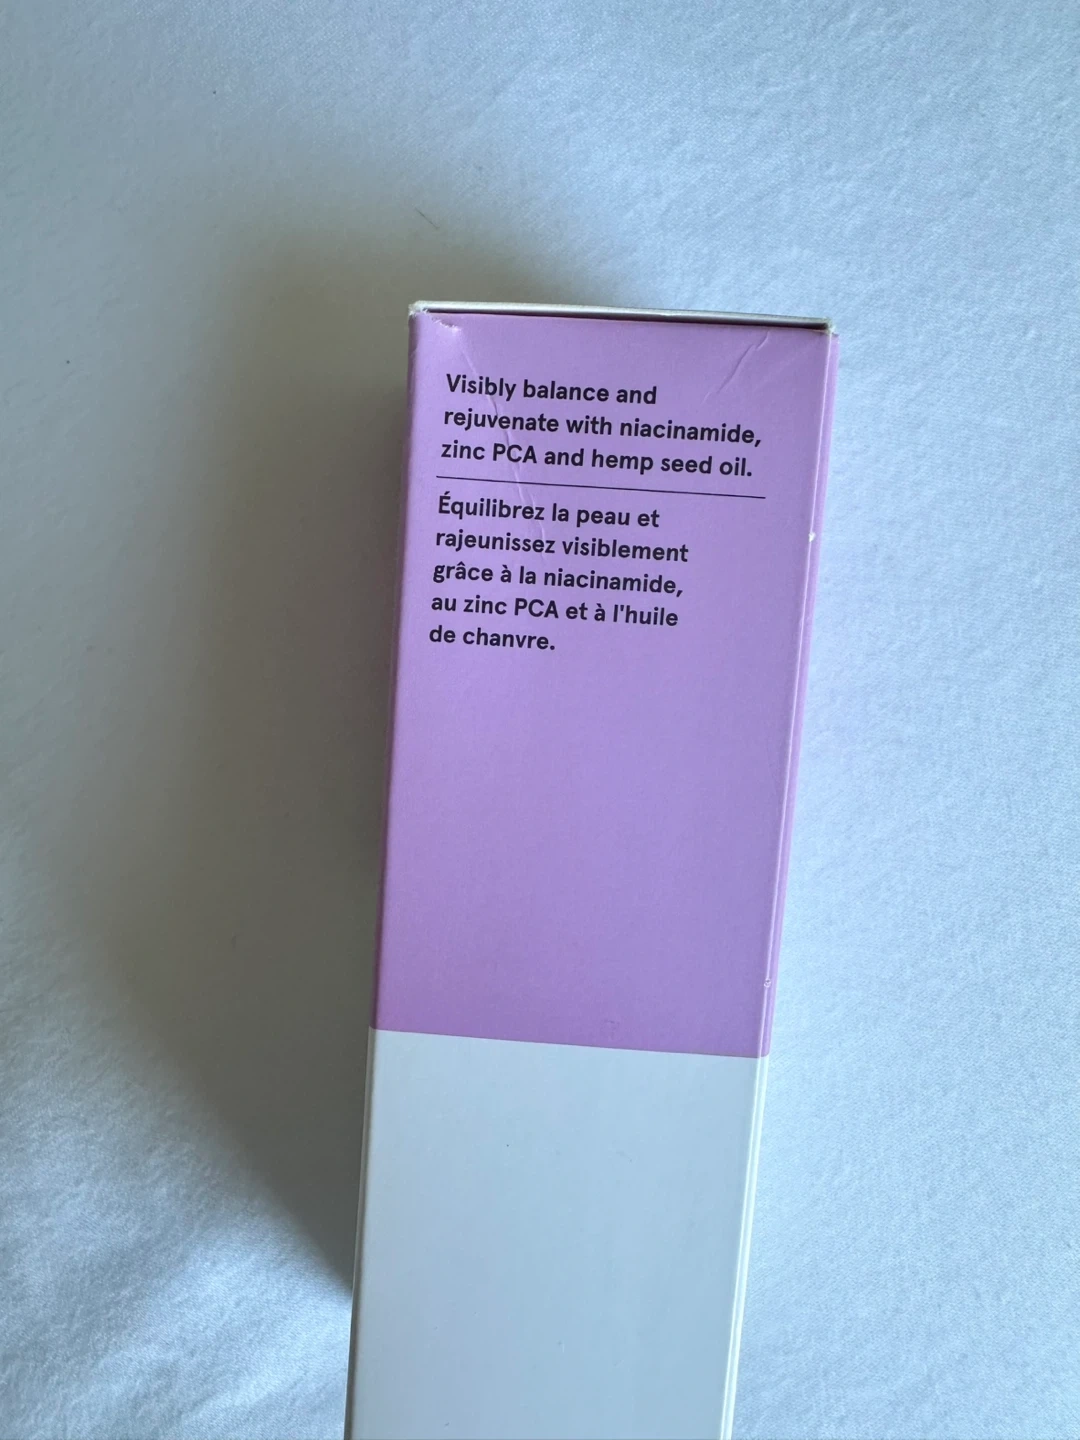 Visibly balance and
rejuvenate with niacinamide,
zinc PCA and hemp seed oil.
Équilibrez la peau et
rajeunissez visiblement
grâce à la niacinamide,
au zinc PCA et à l'huile
de chanvre.